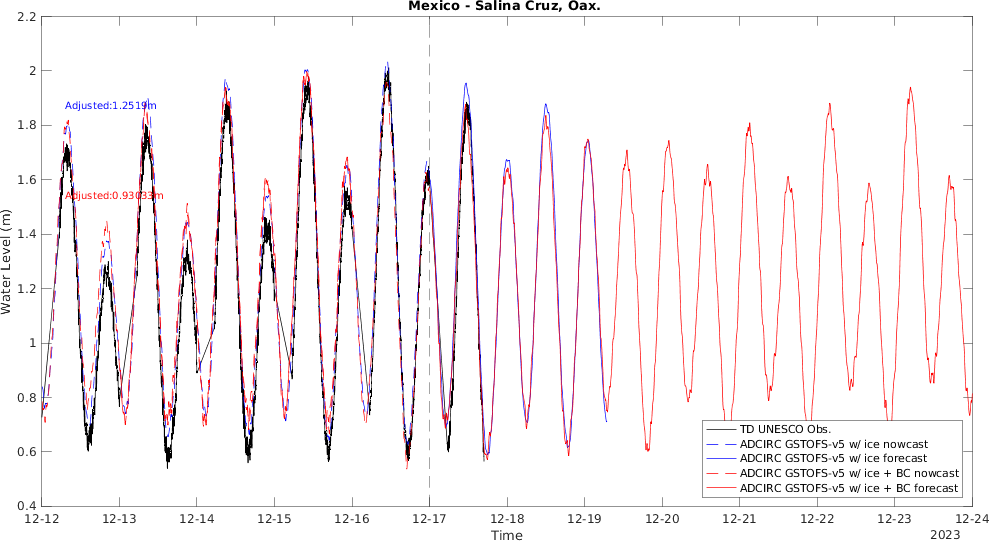 Mexico - Salina Cruz, Oax.
2.2
2
1.8
1.6
1.4
1.2
1
0.8
0.6
0.4
Water Level (m)
Adjusted:1.2519m
Adjusted:0.93033m
TD UNESCO Obs.
ADCIRC GSTOFS-v5 w/ ice nowcast
ADCIRC GSTOFS-v5 w/ ice forecast
ADCIRC GSTOFS-v5 w/ ice + BC nowcast
ADCIRC GSTOFS-v5 w/ ice + BC forecast
12-12 12-13 12-14 12-15 12-16 12-17 12-18 12-19 12-20 12-21 12-22 12-23 12-24
Time
2023